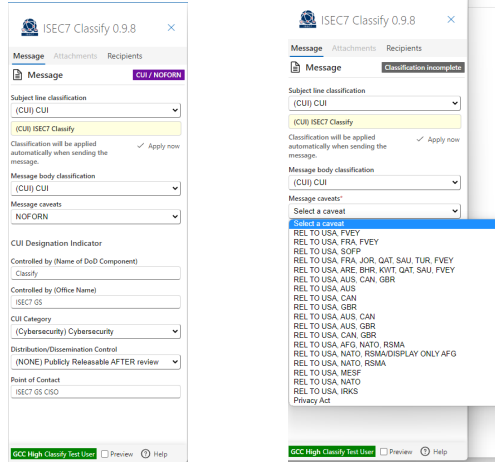 ISEC7 Classify 0.9.8 ×
Message Attachments Recipients
Message CUI / NOFORN
Subject line classification
(CUI) CUI
(CUI) ISEC7 Classify
Classification will be applied
automatically when sending the
message.
✓ Apply now
Message body classification
(CUI) CUI
Message caveats
NOFORN
CUI Designation Indicator
Controlled by (Name of DoD Component)
Classify
Controlled by (Office Name)
ISEC7 GS
CUI Category
(Cybersecurity) Cybersecurity
Distribution/Dissemination Control
(NONE) Publicly Releasable AFTER review
Point of Contact
ISEC7 GS CISO
GCC High Classify Test User Preview Help
ISEC7 Classify 0.9.8 ×
Message Attachments Recipients
Message Classification incomplete
Subject line classification
(CUI) CUI
(CUI) ISEC7 Classify
Classification will be applied
automatically when sending the
message.
✓ Apply now
Message body classification
(CUI) CUI
Message caveats*
Select a caveat
Select a caveat
REL TO USA, FVEY
REL TO USA, FRA, FVEY
REL TO USA, SOFP
REL TO USA, FRA, JOR, QAT, SAU, TUR, FVEY
REL TO USA, ARE, BHR, KWT, QAT, SAU, FVEY
REL TO USA, AUS, CAN, GBR
REL TO USA, AUS
REL TO USA, CAN
REL TO USA, GBR
REL TO USA, AUS, CAN
REL TO USA, AUS, GBR
REL TO USA, CAN, GBR
REL TO USA, AFG, NATO, RSMA
REL TO USA, NATO, RSMA/DISPLAY ONLY AFG
REL TO USA, NATO, RSMA
REL TO USA, MESF
REL TO USA, NATO
REL TO USA, IRKS
Privacy Act
GCC High Classify Test User Preview Help